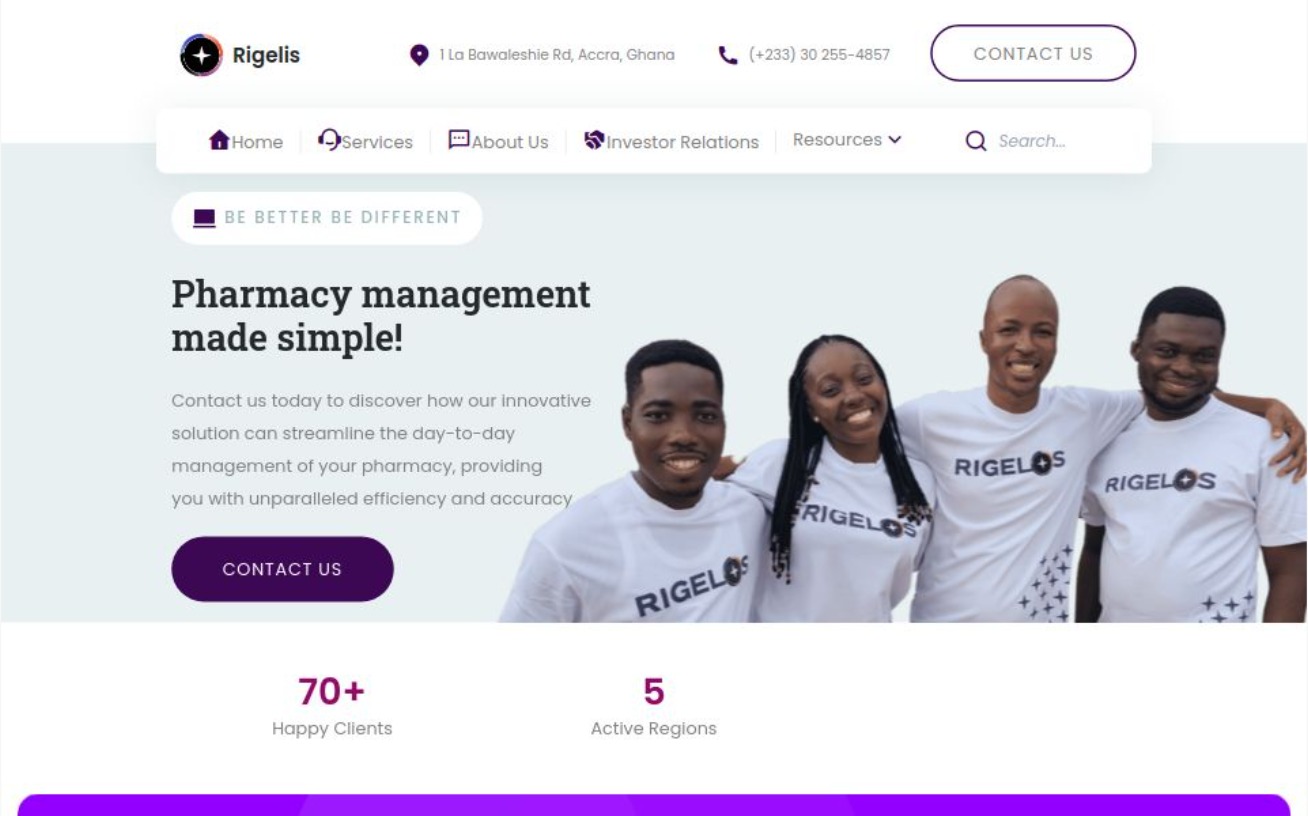 Rigelis
1 La Bawaleshie Rd, Accra, Ghana
(+233) 30 255-4857
CONTACT US
Home
Services
About Us
Investor Relations
Resources
Search...
BE BETTER BE DIFFERENT
Pharmacy management
made simple!
Contact us today to discover how our innovative
solution can streamline the day-to-day
management of your pharmacy, providing
you with unparalleled efficiency and accuracy
CONTACT US
RIGELOS
RIGELOS
RIGELOS
RIGELOS
70+
Happy Clients
5
Active Regions